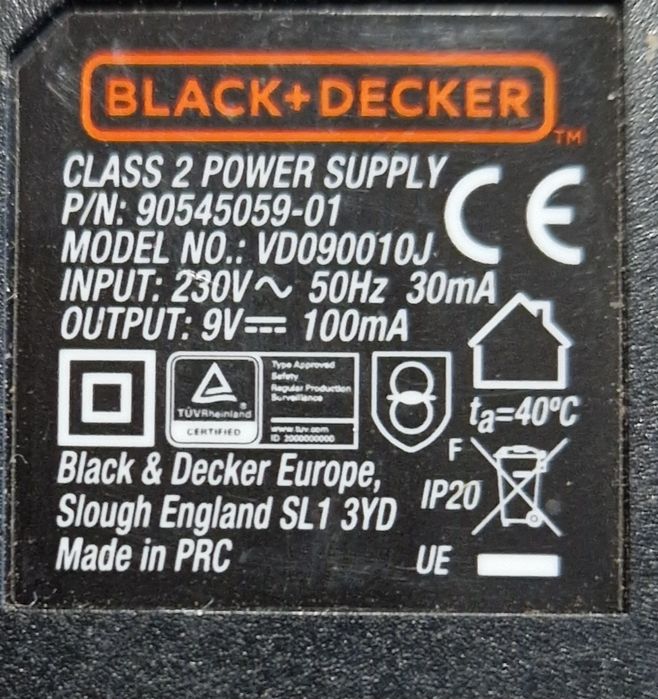 BLACK+DECKER
TM
CLASS 2 POWER SUPPLY
CE
P/N: 90545059-01
MODEL NO.: VD090010J
INPUT: 230V~ 50Hz 30mA
OUTPUT: 9V⎓ 100mA
TÜVRheinland ®
CERTIFIED
Type Approved
Safety
Regular Production
Surveillance
www.tuv.com
ID 2000000000
ta=40ºC
F
Black & Decker Europe,
IP20
Slough England SL1 3YD
Made in PRC
UE